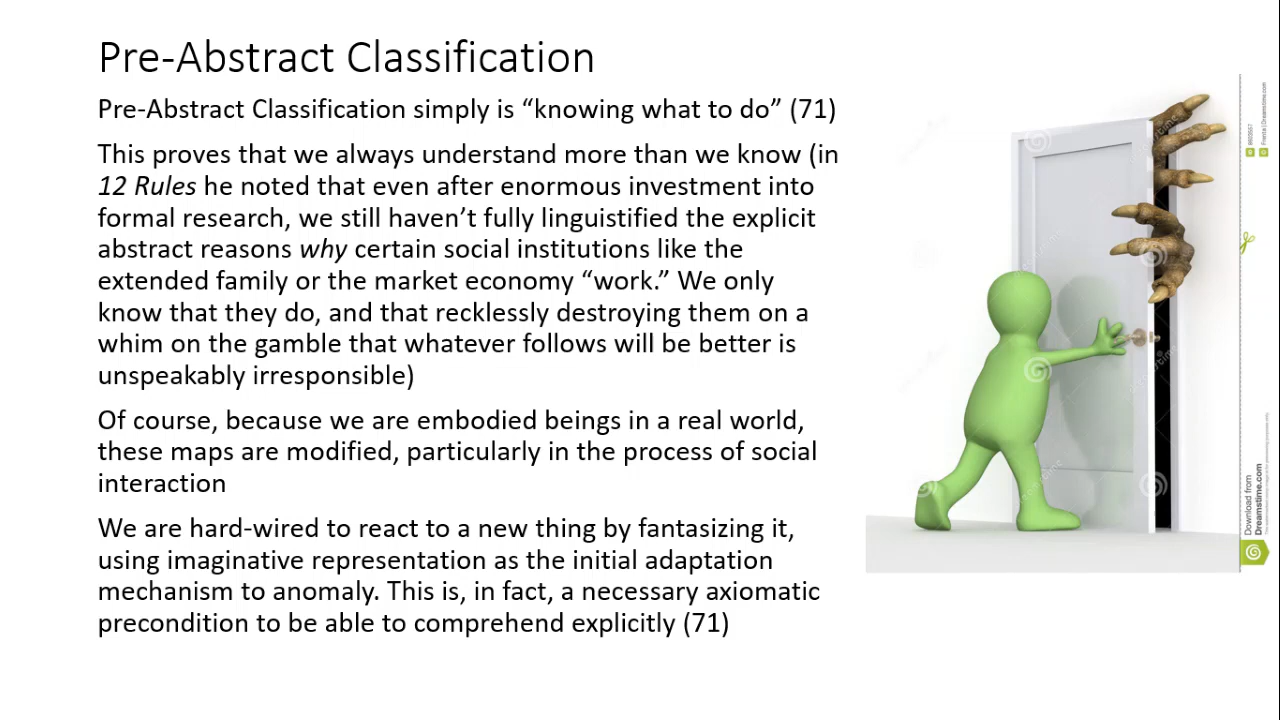 Pre-Abstract Classification
Pre-Abstract Classification simply is “knowing what to do” (71)
This proves that we always understand more than we know (in
12 Rules he noted that even after enormous investment into
formal research, we still haven’t fully linguistified the explicit
abstract reasons why certain social institutions like the
extended family or the market economy “work.” We only
know that they do, and that recklessly destroying them on a
whim on the gamble that whatever follows will be better is
unspeakably irresponsible)
Of course, because we are embodied beings in a real world,
these maps are modified, particularly in the process of social
interaction
We are hard-wired to react to a new thing by fantasizing it,
using imaginative representation as the initial adaptation
mechanism to anomaly. This is, in fact, a necessary axiomatic
precondition to be able to comprehend explicitly (71)
Download from
Dreamstime.com